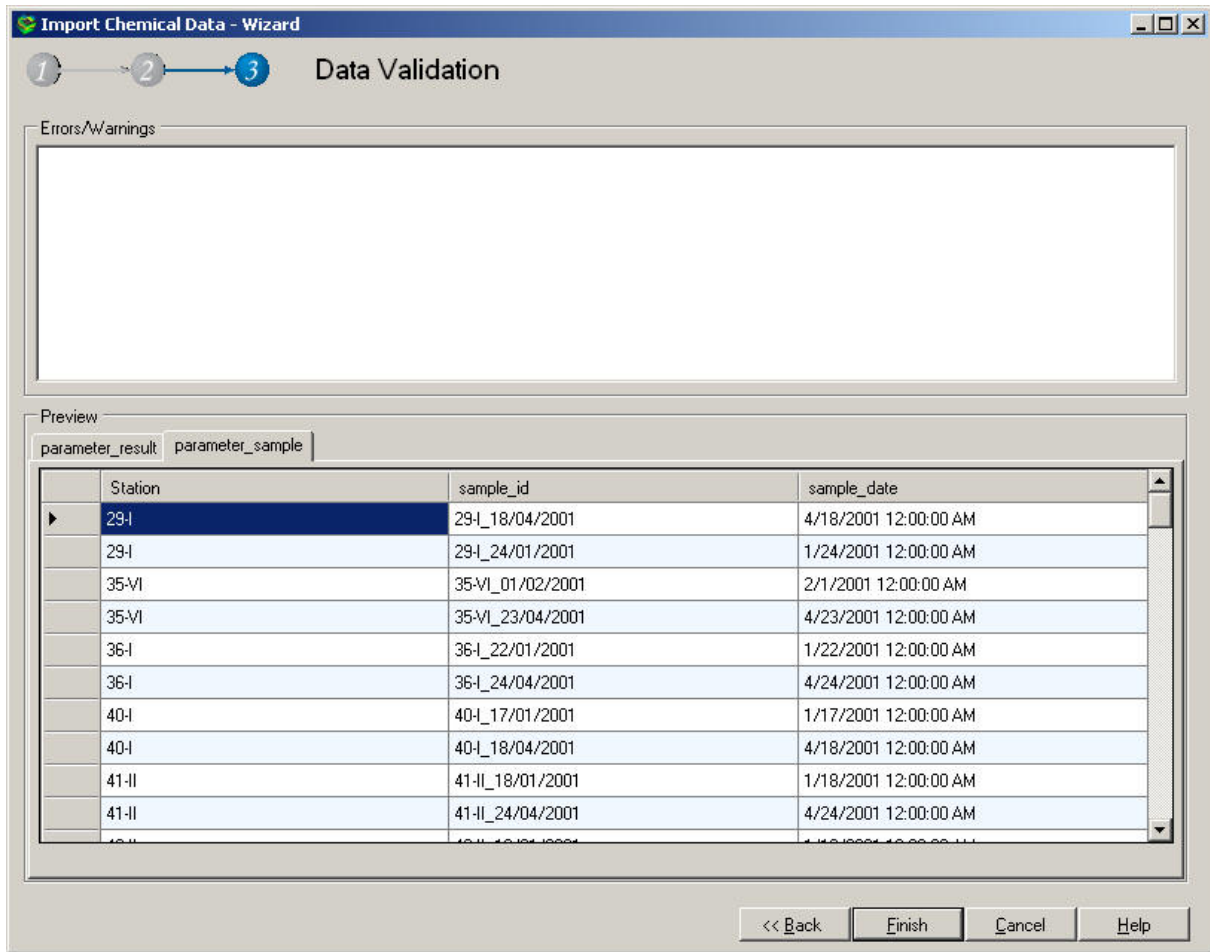 Import Chemical Data - Wizard
1 2 3 Data Validation
Errors/Warnings
Preview
parameter_result parameter_sample
Station sample_id sample_date
29-I 29-I_18/04/2001 4/18/2001 12:00:00 AM
29-I 29-I_24/01/2001 1/24/2001 12:00:00 AM
35-VI 35-VI_01/02/2001 2/1/2001 12:00:00 AM
35-VI 35-VI_23/04/2001 4/23/2001 12:00:00 AM
36-I 36-I_22/01/2001 1/22/2001 12:00:00 AM
36-I 36-I_24/04/2001 4/24/2001 12:00:00 AM
40-I 40-I_17/01/2001 1/17/2001 12:00:00 AM
40-I 40-I_18/04/2001 4/18/2001 12:00:00 AM
41-II 41-II_18/01/2001 1/18/2001 12:00:00 AM
41-II 41-II_24/04/2001 4/24/2001 12:00:00 AM
<< Back Finish Cancel Help